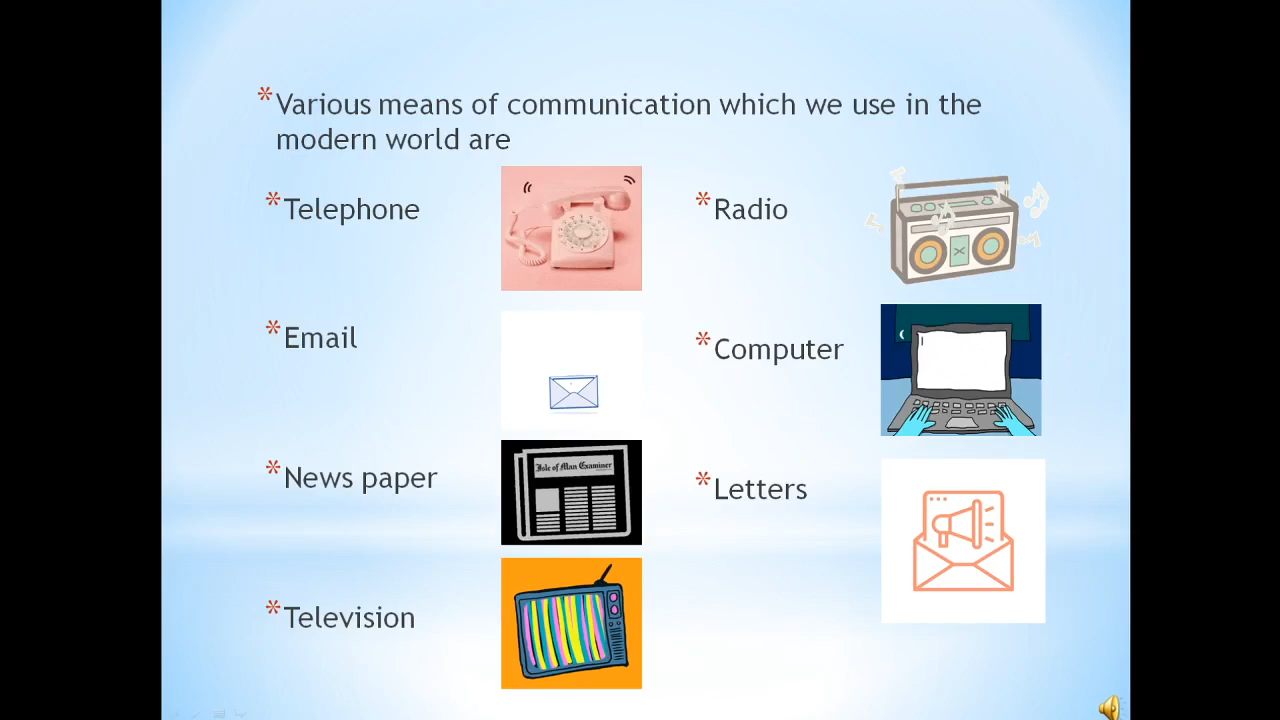 * Various means of communication which we use in the
modern world are
* Telephone
* Email
* News paper
Isle of Man Examiner
* Television
* Radio
* Computer
* Letters